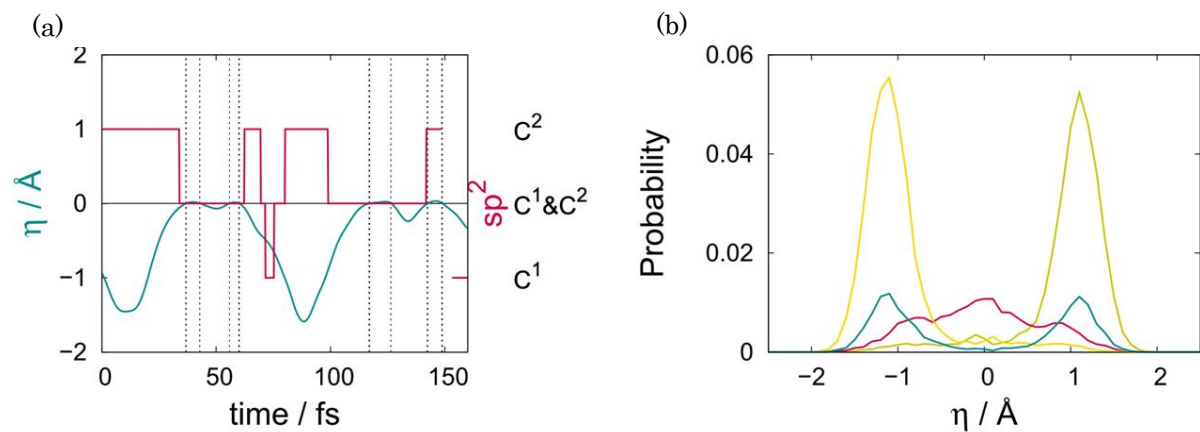 (a)
2
1
0
−1
−2
η / Å
0
50
100
150
time / fs
C²
C¹&C²
C¹
sp²
(b)
0.06
0.04
0.02
0
Probability
−2
−1
0
1
2
η / Å